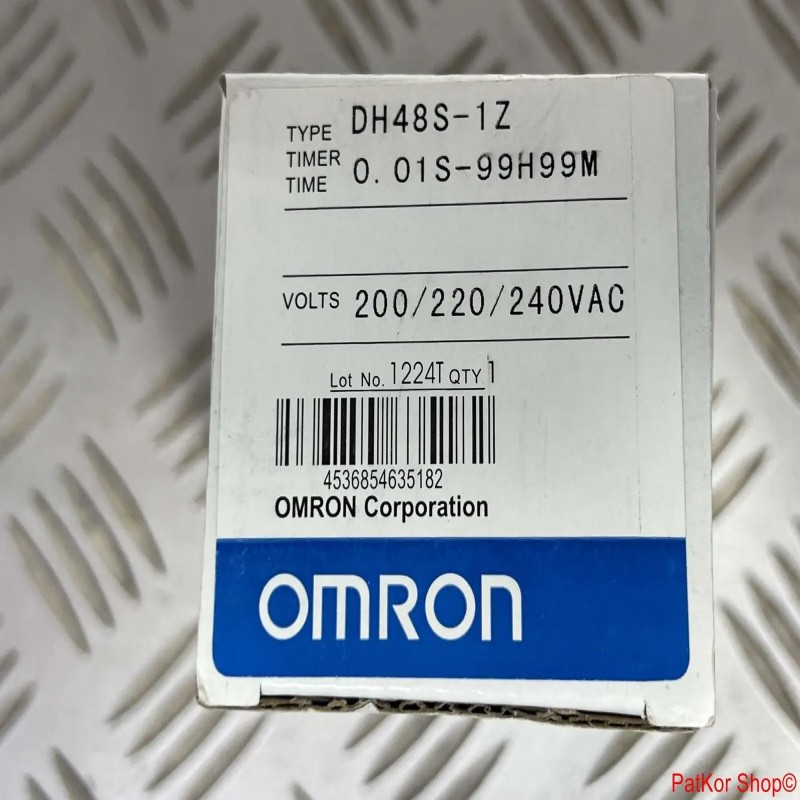 TYPE DH48S-1Z
TIMER
TIME 0.01S-99H99M
VOLTS 200/220/240VAC
Lot No. 1224T QTY 1
4536854635182
OMRON Corporation
OMRON
PatKor Shop©